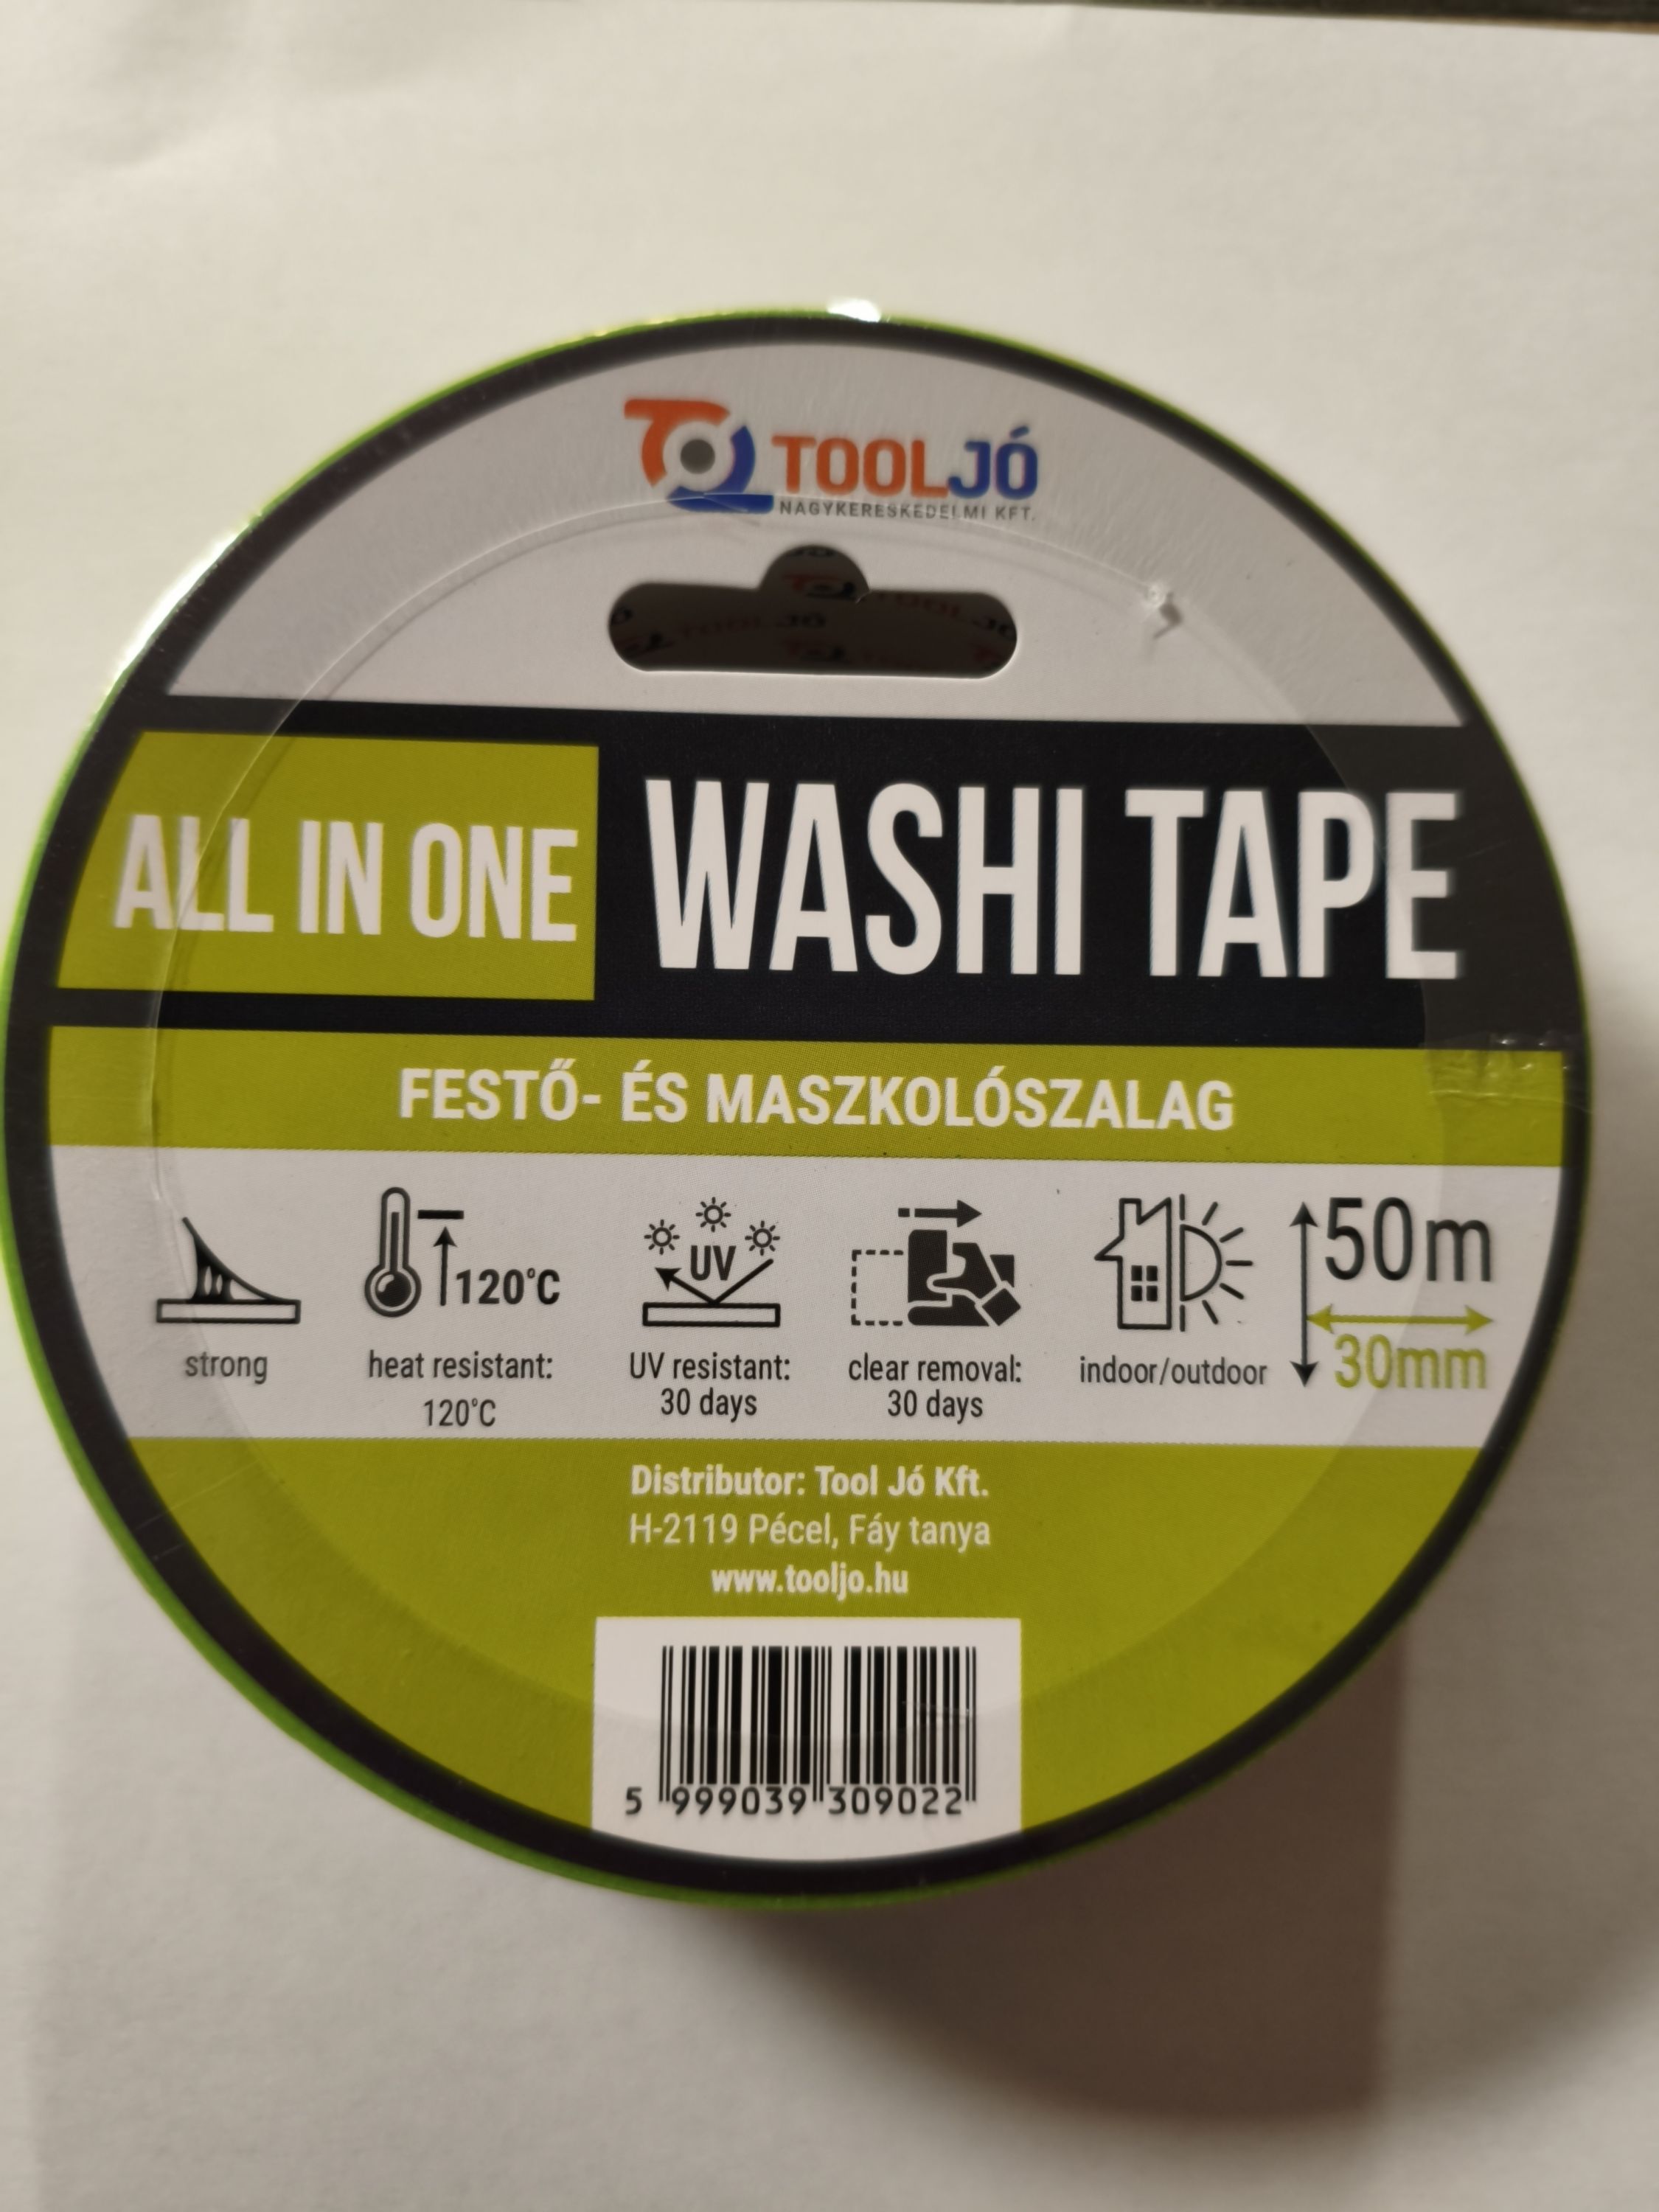 TOOLJÓ
NAGYKERESKEDELMI KFT.
ALL IN ONE
WASHI TAPE
FESTŐ- ÉS MASZKOLÓSZALAG
120°C
UV
50m
30mm
strong
heat resistant:
120°C
UV resistant:
30 days
clear removal:
30 days
indoor/outdoor
Distributor: Tool Jó Kft.
H-2119 Pécel, Fáy tanya
www.tooljo.hu
5 999039 309022